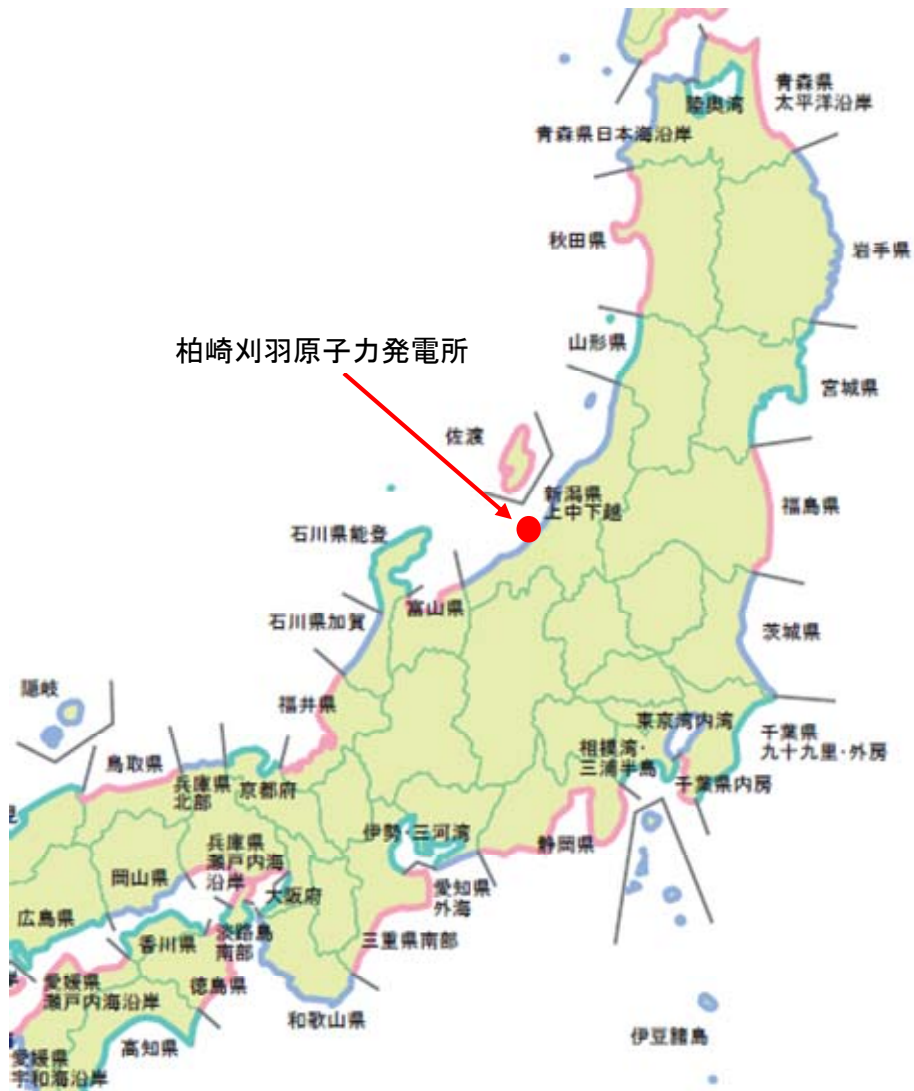 青森県
太平洋沿岸
陸奥湾
青森県日本海沿岸
秋田県
岩手県
山形県
柏崎刈羽原子力発電所
宮城県
佐渡
新潟県
上中下越
福島県
石川県能登
富山県
石川県加賀
茨城県
隠岐
福井県
東京湾内湾
千葉県
九十九里・外房
相模湾・
三浦半島
鳥取県
兵庫県
北部
京都府
千葉県内房
伊勢・三河湾
静岡県
兵庫県
瀬戸内海
沿岸
岡山県
大阪府
愛知県
外海
広島県
香川県
淡路島
南部
三重県南部
愛媛県
瀬戸内海沿岸
徳島県
和歌山県
伊豆諸島
高知県
愛媛県
宇和海沿岸